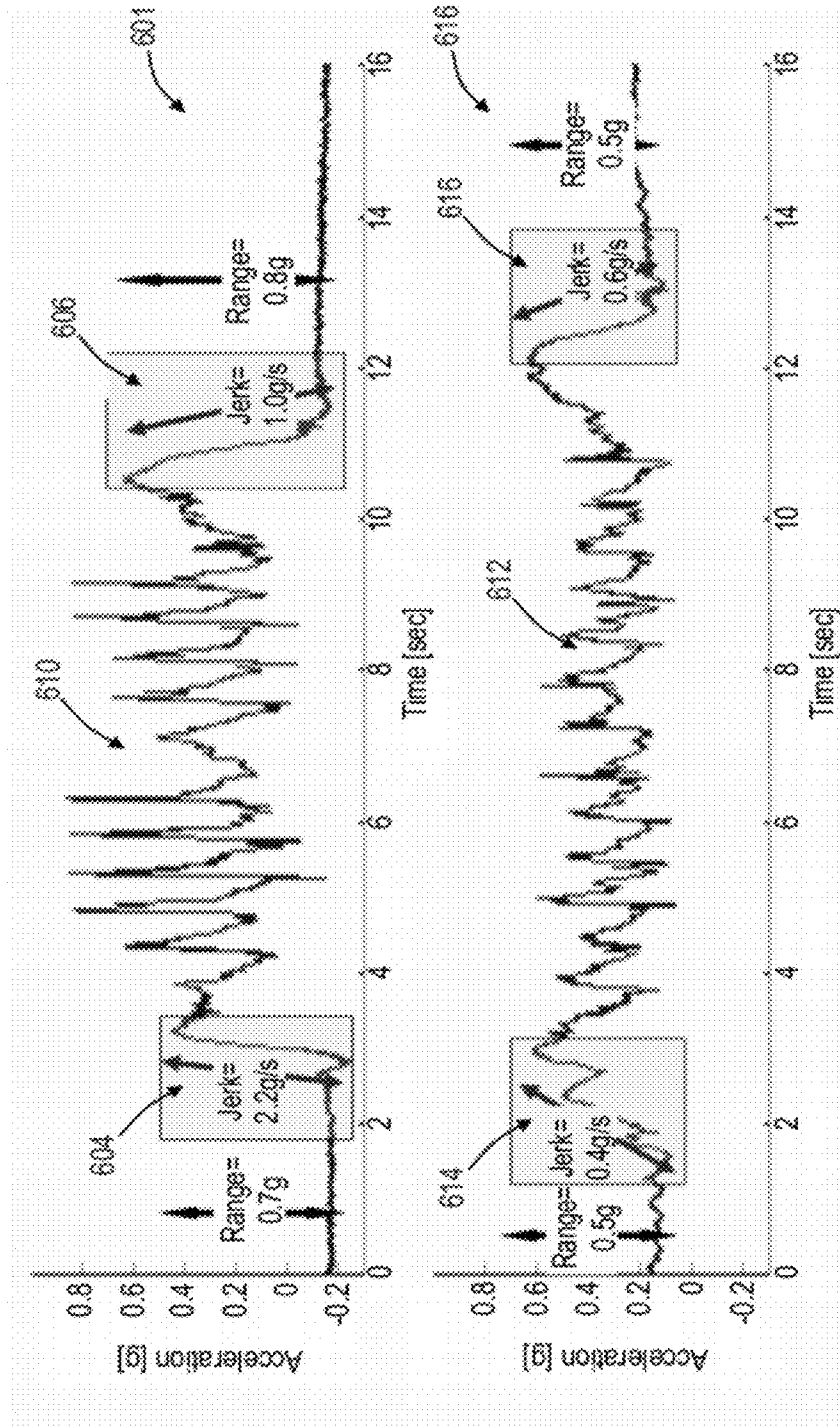 601
606
610
604
Range=
0.7g
Jerk=
2.2g/s
Jerk=
1.0g/s
Range=
0.8g
Acceleration [g]
0.8
0.6
0.4
0.2
0
-0.2
0
2
4
6
8
10
12
14
16
Time [sec]
616
616
612
614
Range=
0.5g
Jerk=
0.4g/s
Jerk=
0.6g/s
Range=
0.5g
Acceleration [g]
0.8
0.6
0.4
0.2
0
-0.2
0
2
4
6
8
10
12
14
16
Time [sec]